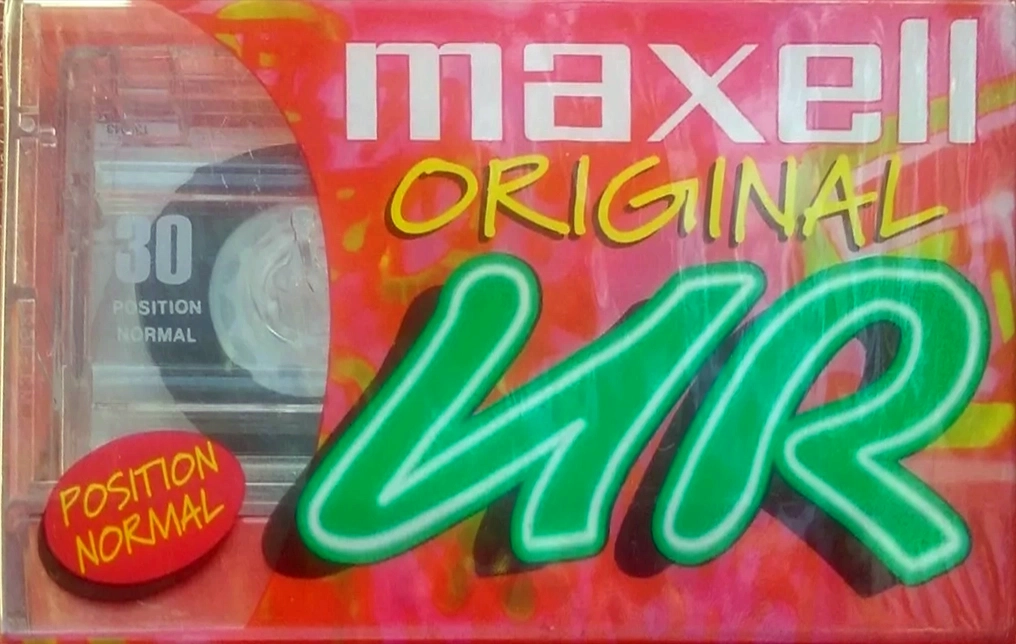 maxell
ORIGINAL
UR
30
POSITION
NORMAL
POSITION
NORMAL